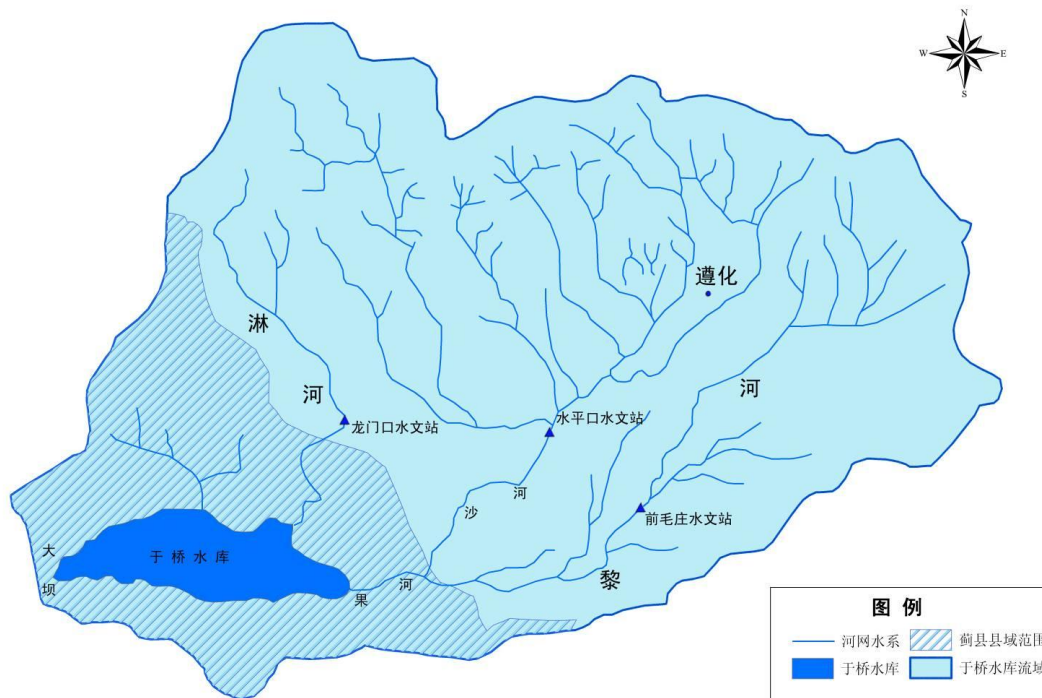 N
W E
S
遵化
淋
河
河
龙门口水文站
水平口水文站
河
沙
前毛庄水文站
大
坝
于桥水库
黎
河
果
图例
河网水系
蓟县县域范围
于桥水库
于桥水库流域